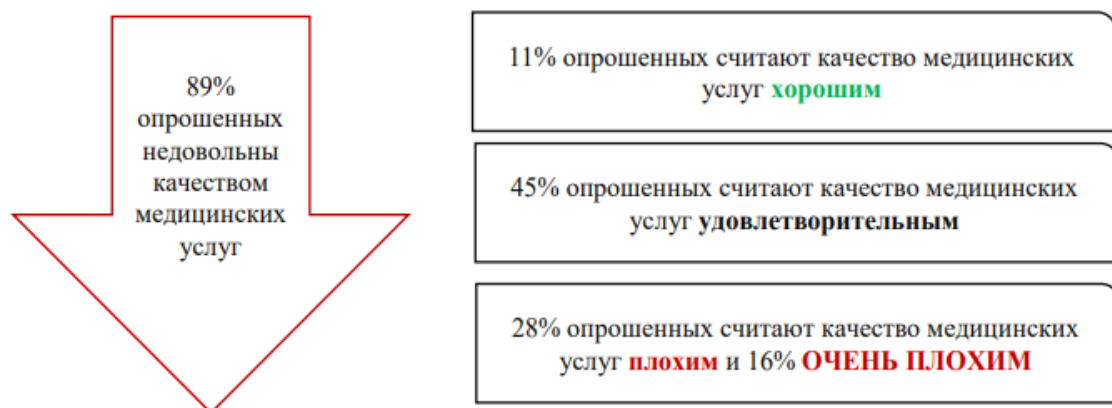 89%
опрошенных
недовольны
качеством
медицинских
услуг
11% опрошенных считают качество медицинских
услуг хорошим
45% опрошенных считают качество медицинских
услуг удовлетворительным
28% опрошенных считают качество медицинских
услуг плохим и 16% ОЧЕНЬ ПЛОХИМ